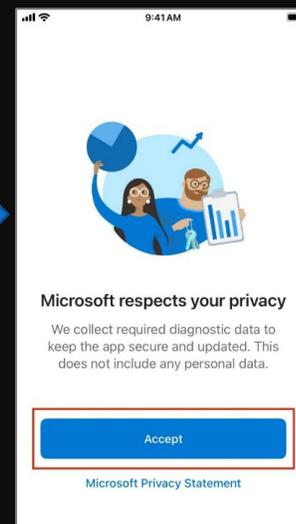 9:41 AM
Microsoft respects your privacy
We collect required diagnostic data to
keep the app secure and updated. This
does not include any personal data.
Accept
Microsoft Privacy Statement